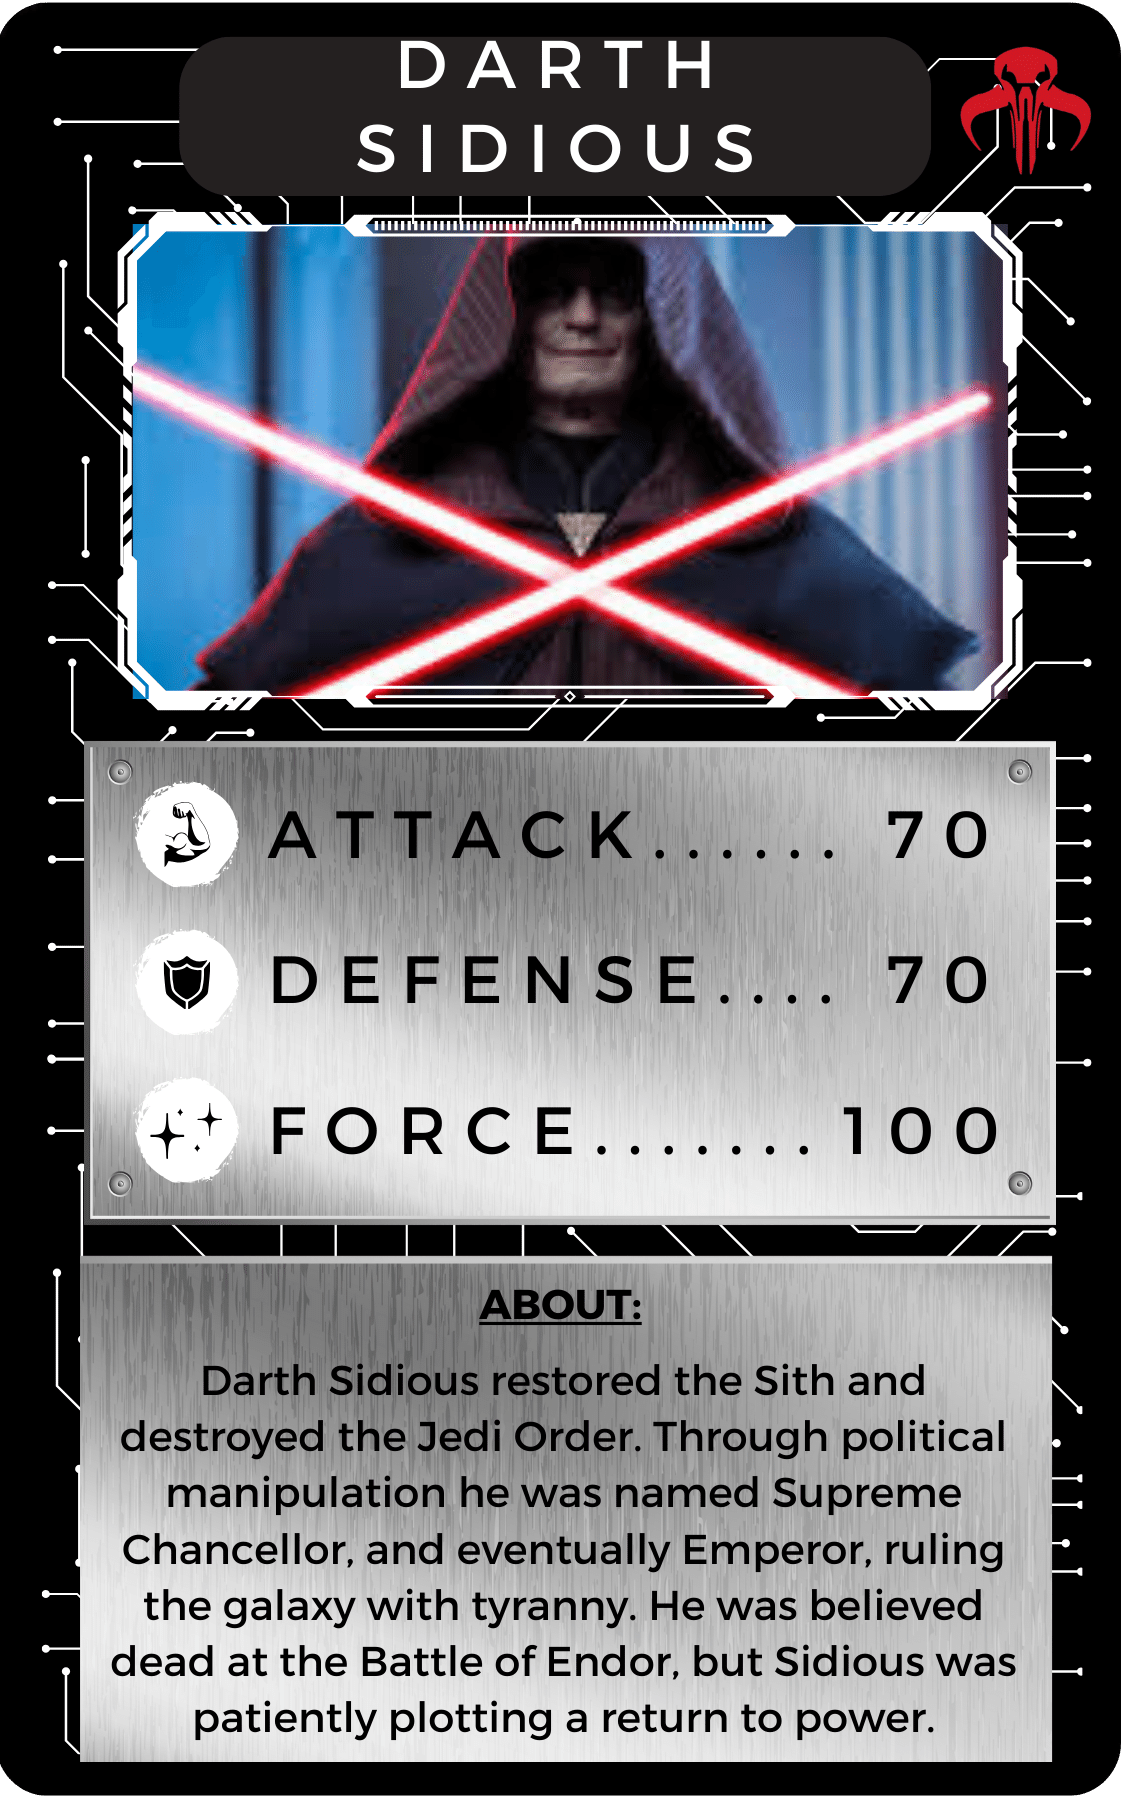 DARTH
SIDIOUS
ATTACK...... 70
DEFENSE.... 70
FORCE....... 100
ABOUT:
Darth Sidious restored the Sith and
destroyed the Jedi Order. Through political
manipulation he was named Supreme
Chancellor, and eventually Emperor, ruling
the galaxy with tyranny. He was believed
dead at the Battle of Endor, but Sidious was
patiently plotting a return to power.